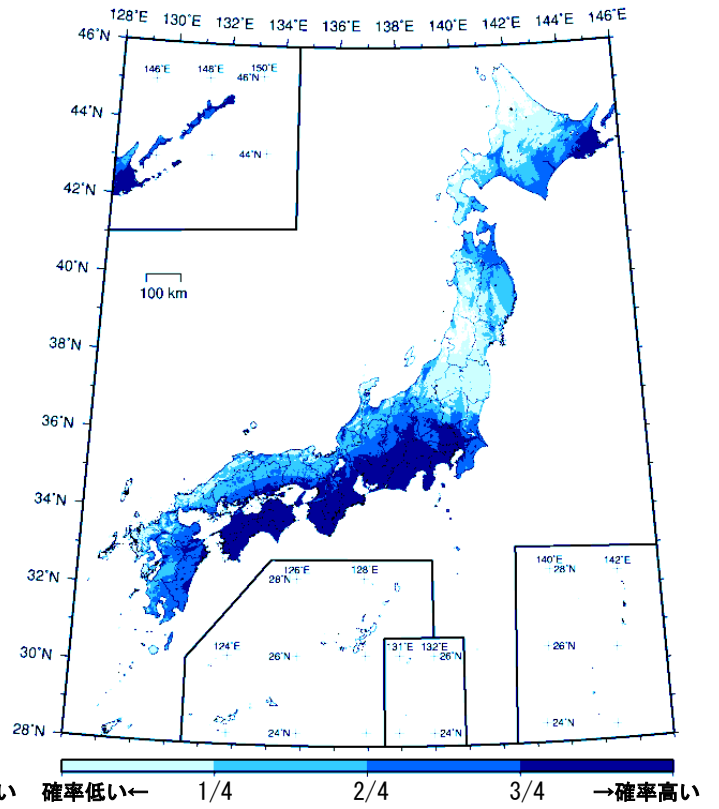 128°E 130°E 132°E 134°E 136°E 138°E 140°E 142°E 144°E 146°E
46°N
146°E 148°E 150°E
46°N
44°N
44°N
42°N
40°N
100 km
38°N
36°N
34°N
32°N
126°E 128°E
28°N
140°E 142°E
28°N
30°N
124°E
26°N
131°E 132°E
26°N
26°N
28°N
24°N
24°N
24°N
い 確率低い← 1/4 2/4 3/4 →確率高い